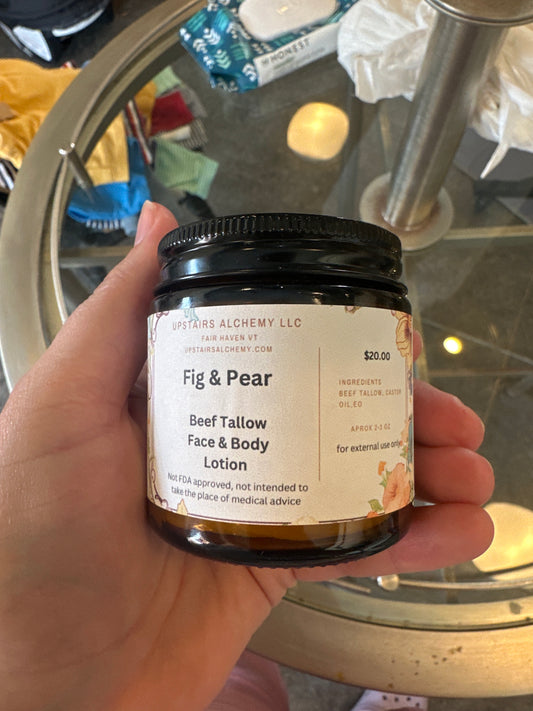 HONEST
UPSTAIRS ALCHEMY LLC
FAIR HAVEN VT
UPSTAIRSALCHEMY.COM
Fig & Pear
Beef Tallow
Face & Body
Lotion
Not FDA approved, not intended to
take the place of medical advice
$20.00
INGREDIENTS
BEEF TALLOW, CASTOR
OIL,EO
APROX 2-3 OZ
for external use only